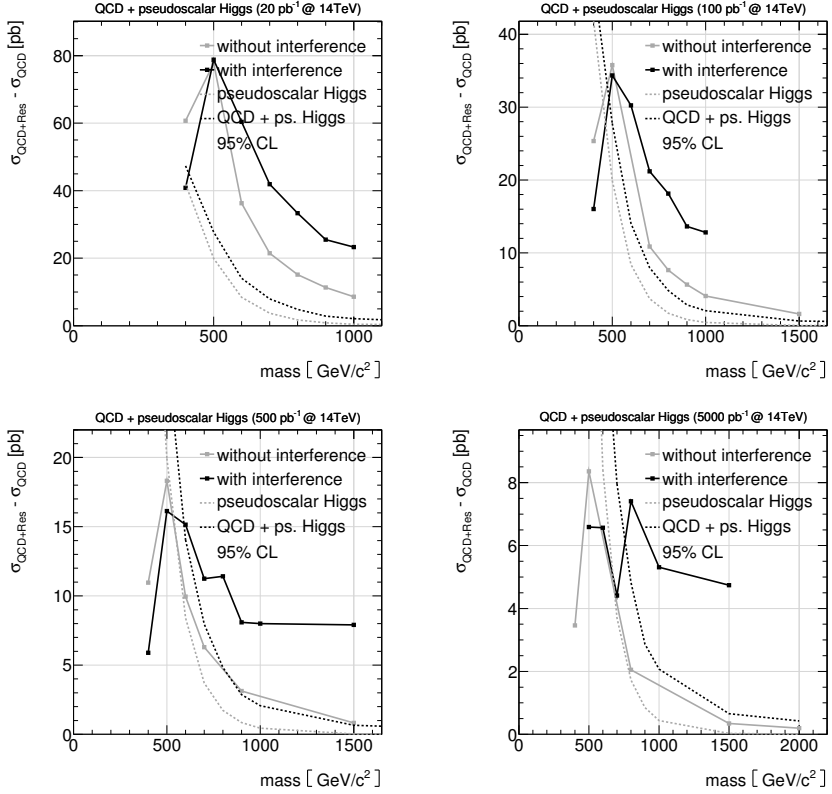 QCD + pseudoscalar Higgs (20 pb⁻¹ @ 14TeV)
σQCD+Res - σQCD [pb]
80
60
40
20
0
without interference
with interference
pseudoscalar Higgs
QCD + ps. Higgs
95% CL
0
500
1000
mass [ GeV/c² ]
QCD + pseudoscalar Higgs (100 pb⁻¹ @ 14TeV)
σQCD+Res - σQCD [pb]
40
30
20
10
0
without interference
with interference
pseudoscalar Higgs
QCD + ps. Higgs
95% CL
0
500
1000
1500
mass [ GeV/c² ]
QCD + pseudoscalar Higgs (500 pb⁻¹ @ 14TeV)
σQCD+Res - σQCD [pb]
20
15
10
5
0
without interference
with interference
pseudoscalar Higgs
QCD + ps. Higgs
95% CL
0
500
1000
1500
mass [ GeV/c² ]
QCD + pseudoscalar Higgs (5000 pb⁻¹ @ 14TeV)
σQCD+Res - σQCD [pb]
8
6
4
2
0
without interference
with interference
pseudoscalar Higgs
QCD + ps. Higgs
95% CL
0
500
1000
1500
2000
mass [ GeV/c² ]